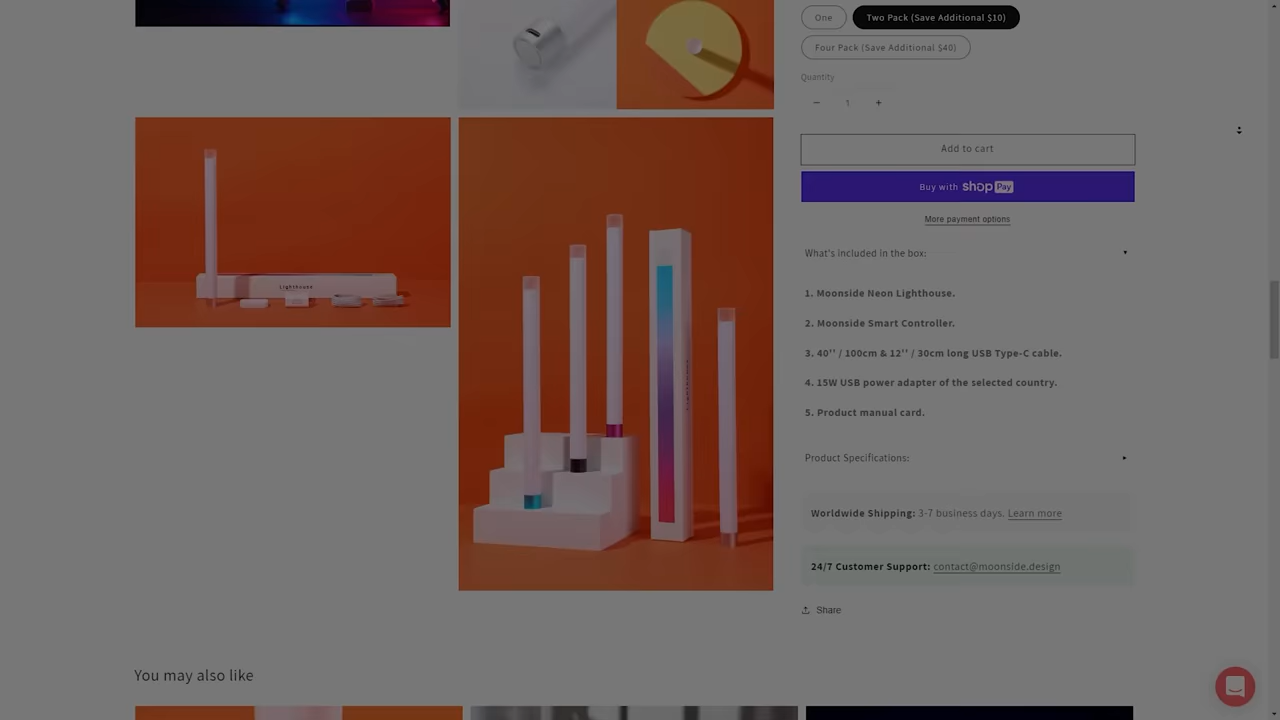 One
Two Pack (Save Additional $10)
Four Pack (Save Additional $40)
Quantity
− 1 +
Add to cart
Buy with shop Pay
More payment options
What's included in the box:
1. Moonside Neon Lighthouse.
2. Moonside Smart Controller.
3. 40'' / 100cm & 12'' / 30cm long USB Type-C cable.
4. 15W USB power adapter of the selected country.
5. Product manual card.
Product Specifications:
Worldwide Shipping: 3-7 business days. Learn more
24/7 Customer Support: contact@moonside.design
Share
Lighthouse
You may also like